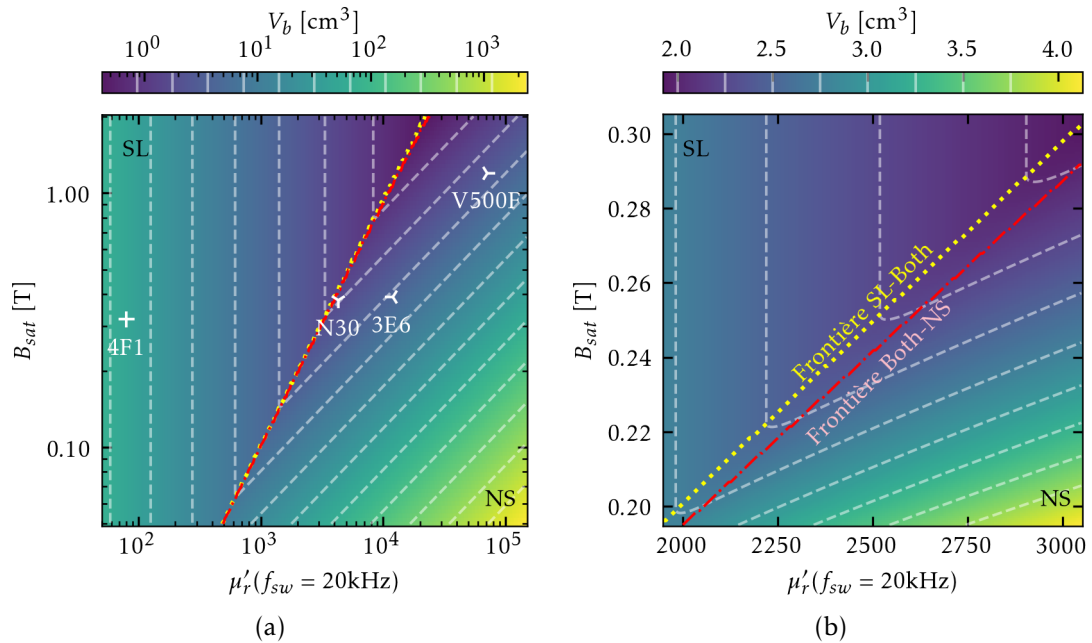 V_b [cm³]
10⁰ 10¹ 10² 10³
SL
1.00
0.10
B_sat [T]
4F1
N30
3E6
V500F
NS
10² 10³ 10⁴ 10⁵
μ′_r(f_sw = 20kHz)
(a)
V_b [cm³]
2.0 2.5 3.0 3.5 4.0
SL
0.30
0.28
0.26
0.24
0.22
0.20
B_sat [T]
Frontière SL-Both
Frontière Both-NS
NS
2000 2250 2500 2750 3000
μ′_r(f_sw = 20kHz)
(b)